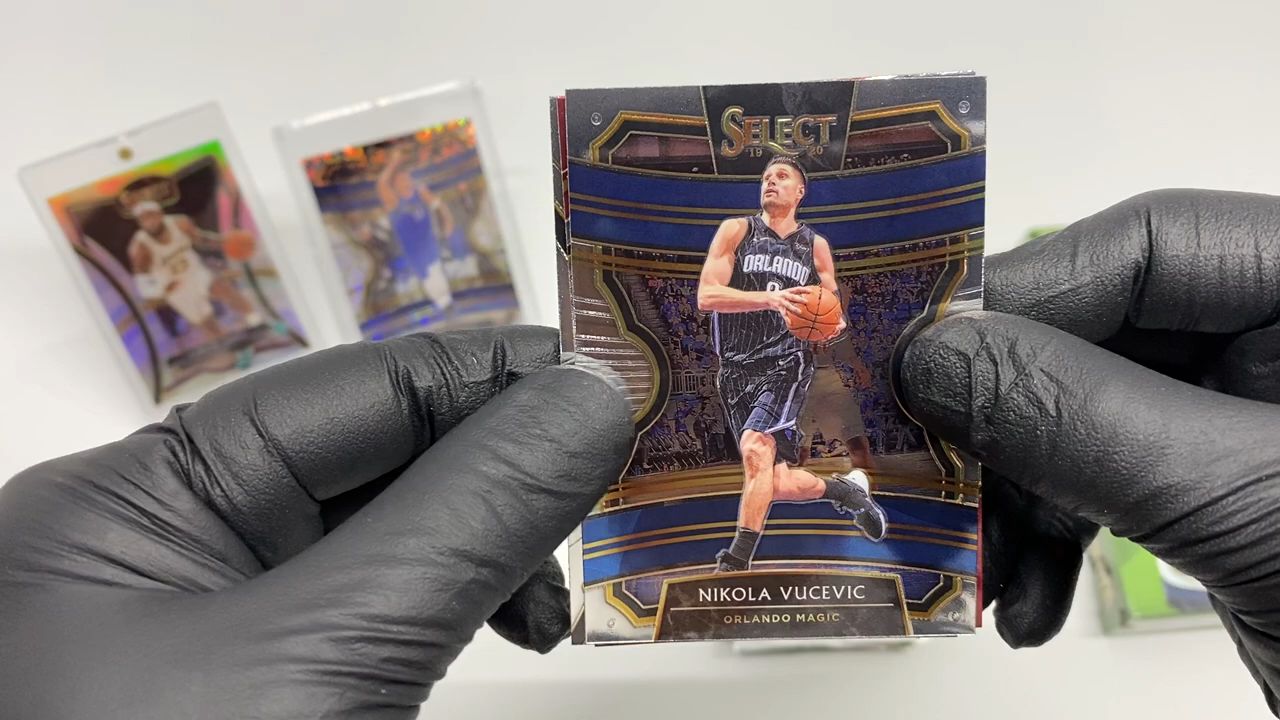 SELECT
19 20
ORLANDO
NIKOLA VUCEVIC
ORLANDO MAGIC